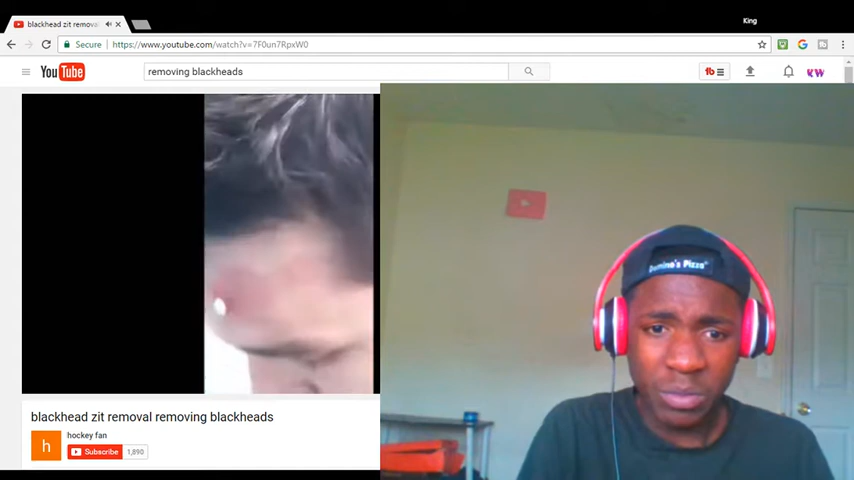 King
blackhead zit removal
Secure
https://www.youtube.com/watch?v=7F0un7RpxW0
YouTube
removing blackheads
Domino's Pizza
blackhead zit removal removing blackheads
h
hockey fan
Subscribe
1,890